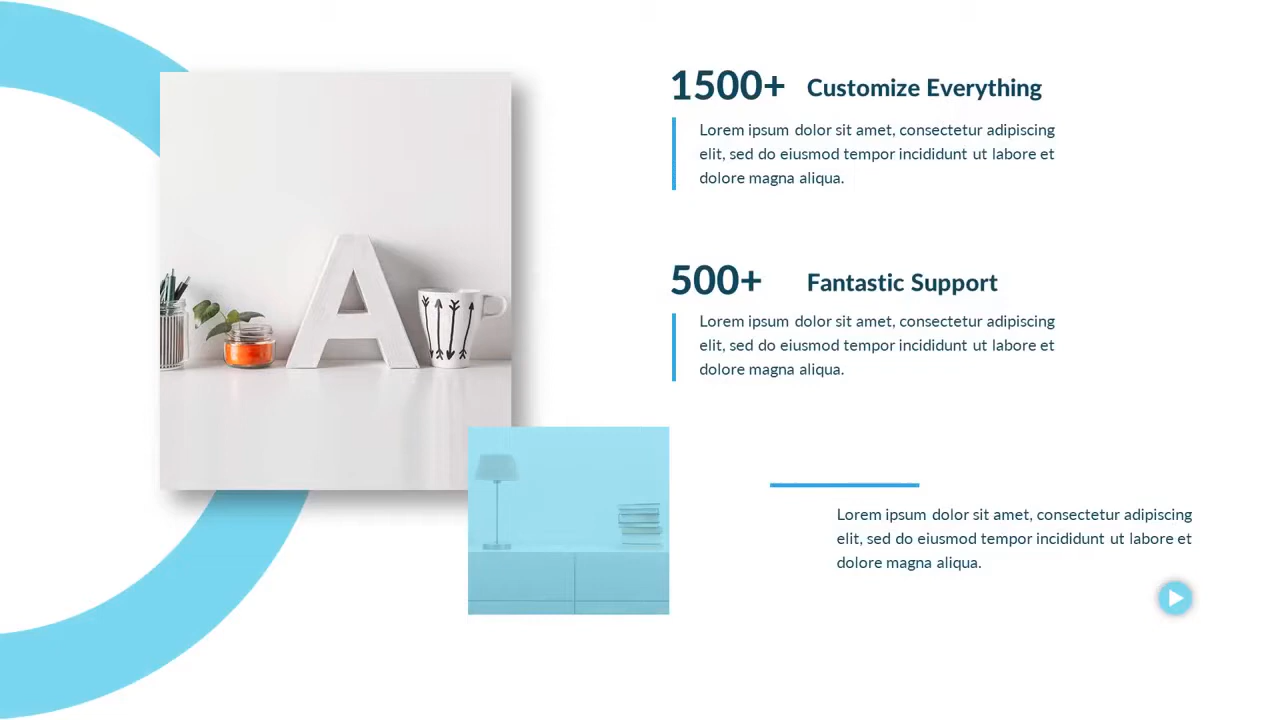 1500+ Customize Everything
Lorem ipsum dolor sit amet, consectetur adipiscing
elit, sed do eiusmod tempor incididunt ut labore et
dolore magna aliqua.
500+ Fantastic Support
Lorem ipsum dolor sit amet, consectetur adipiscing
elit, sed do eiusmod tempor incididunt ut labore et
dolore magna aliqua.
A
Lorem ipsum dolor sit amet, consectetur adipiscing
elit, sed do eiusmod tempor incididunt ut labore et
dolore magna aliqua.